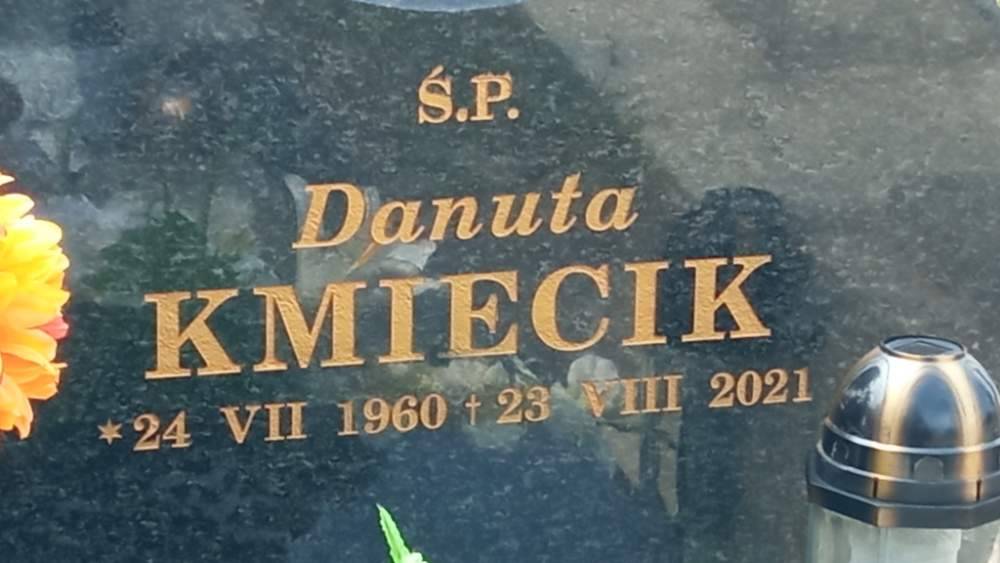 Ś.P.
Danuta
KMIECIK
*24 VII 1960 † 23 VIII 2021